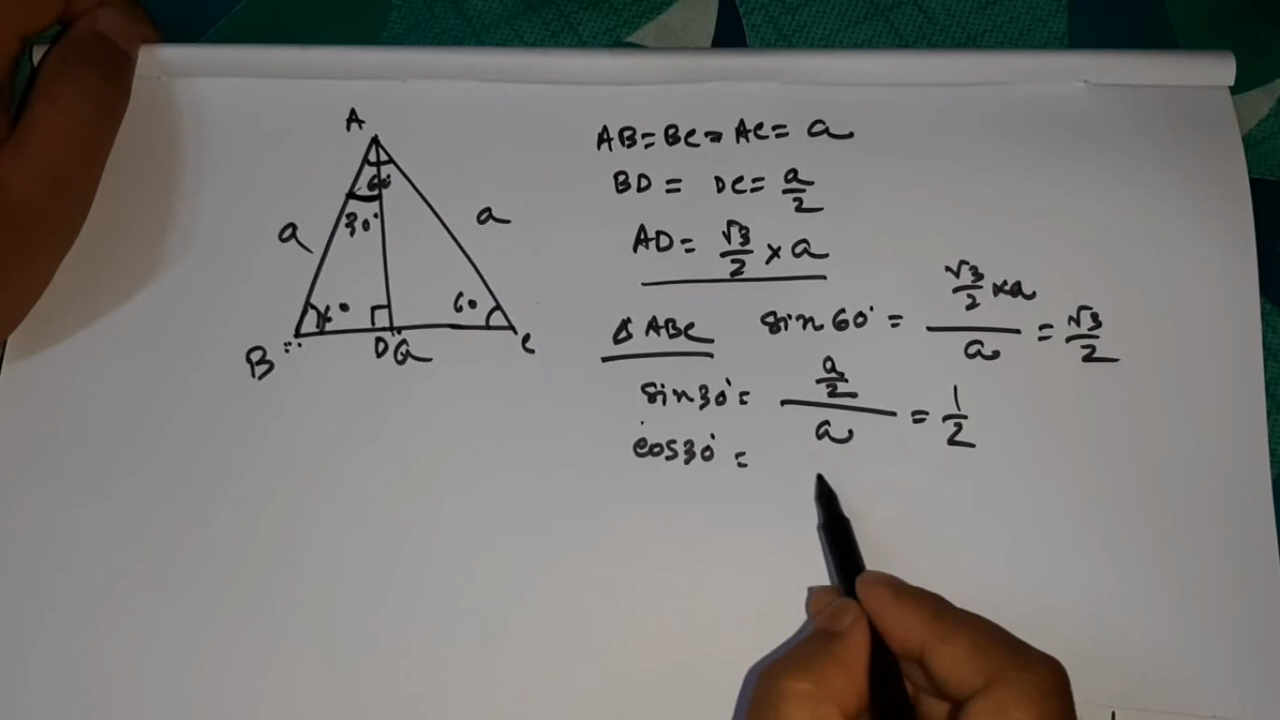 A
60°
30°
a
a
60
B
D
a
C
AB = BC = AC = a
BD = DC = a/2
AD = √3/2 × a
Δ ABC
sin 60° = (√3/2 × a)/a = √3/2
sin 30° = (a/2)/a = 1/2
cos 30° =